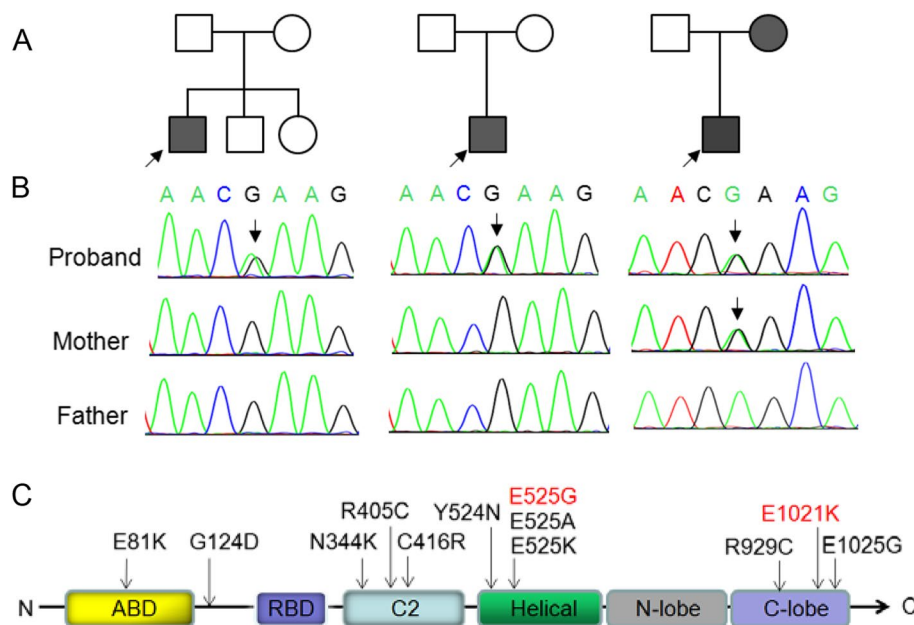 A
B
A A C G A A G
A A C G A A G
A A C G A A G
Proband
Mother
Father
C
E525G
R405C
Y524N
E525A
E1021K
E81K
G124D
N344K
C416R
E525K
R929C
E1025G
N
ABD
RBD
C2
Helical
N-lobe
C-lobe
C